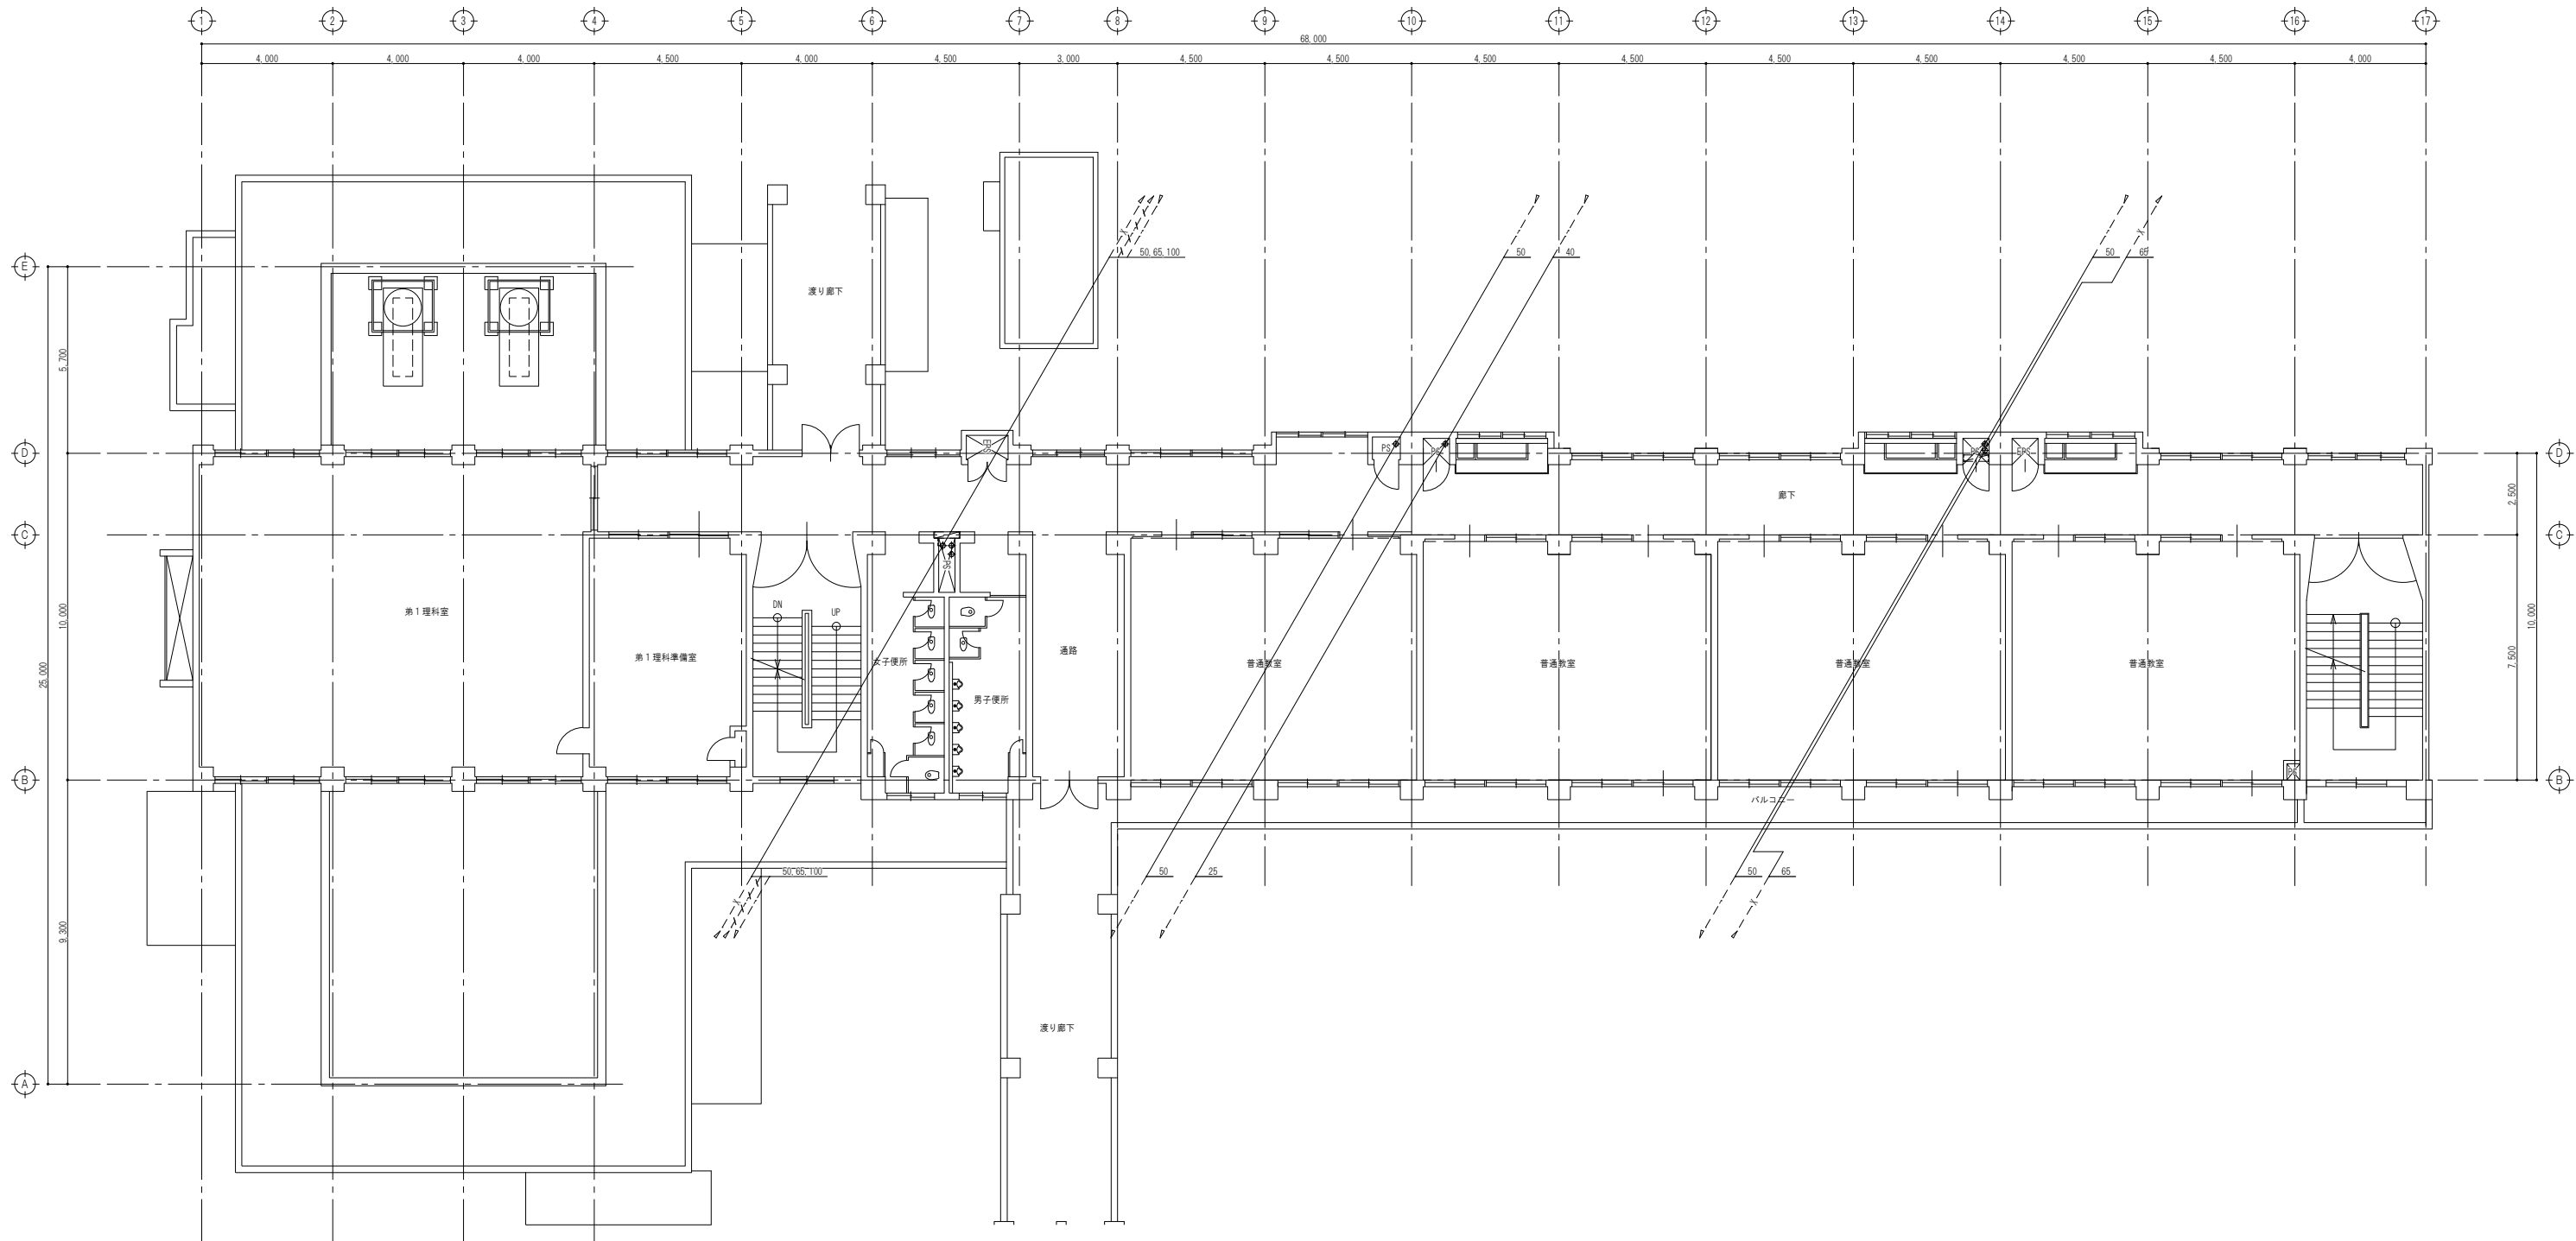 1 2 3 4 5 6 7 8 9 10 11 12 13 14 15 16 17
68,000
4,000 4,000 4,000 4,500 4,000 4,500 3,000 4,500 4,500 4,500 4,500 4,500 4,500 4,500 4,500 4,000
X
50,65,100 50 40 50 65
X
E
渡り廊下
5,700
EPS PS PS PS EPS
D D
廊下
2,500
C C
PS
DN UP
第1理科室
10,000 10,000
第1理科準備室 女子便所 通路 普通教室 普通教室 普通教室 普通教室
7,500
25,000
男子便所
B B
バルコニー
50,65,100 50 25 50 65
X X
9,300
渡り廊下
A